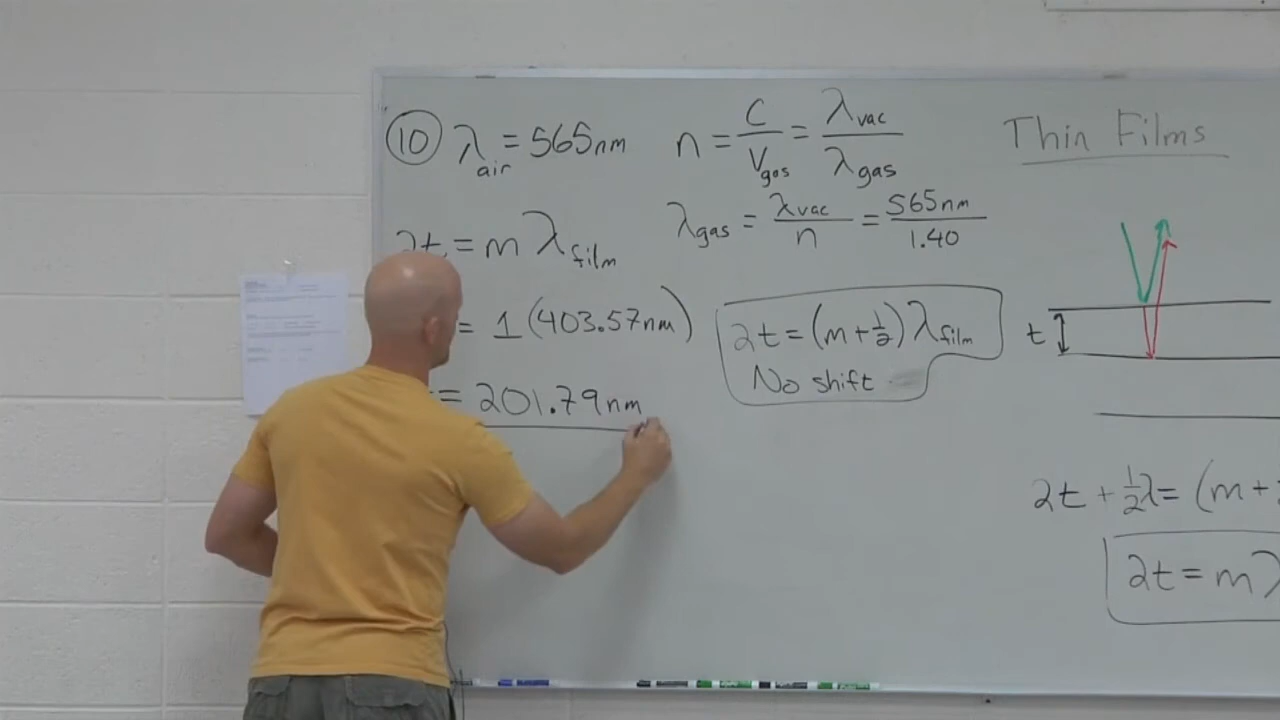 ⑩ λair = 565nm
n = C/Vgas = λvac/λgas
λgas = λvac/n = 565nm/1.40
2t = m λfilm
= 1(403.57nm)
= 201.79nm
2t = (m+½) λfilm
No shift
Thin Films
t
2t + ½λ = (m+
2t = m λ